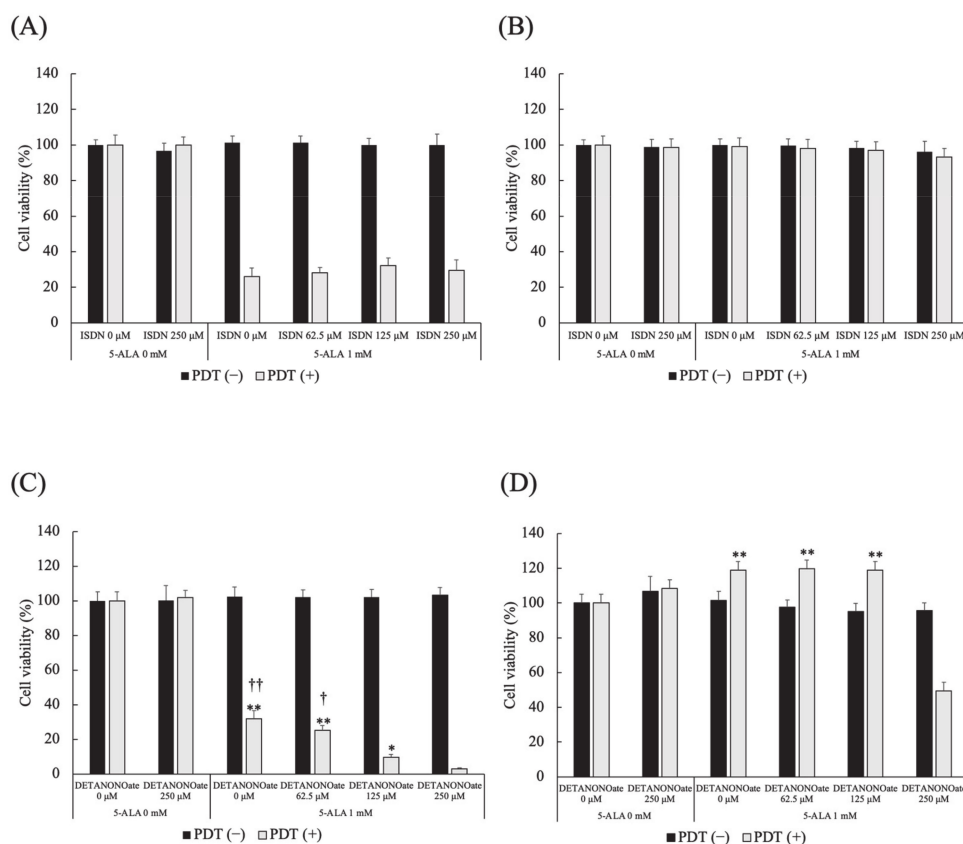 (A)
140
120
100
80
60
40
20
0
Cell viability (%)
ISDN 0 μM ISDN 250 μM ISDN 0 μM ISDN 62.5 μM ISDN 125 μM ISDN 250 μM
5-ALA 0 mM 5-ALA 1 mM
PDT (−) PDT (+)
(B)
140
120
100
80
60
40
20
0
Cell viability (%)
ISDN 0 μM ISDN 250 μM ISDN 0 μM ISDN 62.5 μM ISDN 125 μM ISDN 250 μM
5-ALA 0 mM 5-ALA 1 mM
PDT (−) PDT (+)
(C)
140
120
100
80
60
40
20
0
Cell viability (%)
†† †
** ** *
DETANONOate DETANONOate DETANONOate DETANONOate DETANONOate DETANONOate
0 μM 250 μM 0 μM 62.5 μM 125 μM 250 μM
5-ALA 0 mM 5-ALA 1 mM
PDT (−) PDT (+)
(D)
140
120
100
80
60
40
20
0
Cell viability (%)
** ** **
DETANONOate DETANONOate DETANONOate DETANONOate DETANONOate DETANONOate
0 μM 250 μM 0 μM 62.5 μM 125 μM 250 μM
5-ALA 0 mM 5-ALA 1 mM
PDT (−) PDT (+)